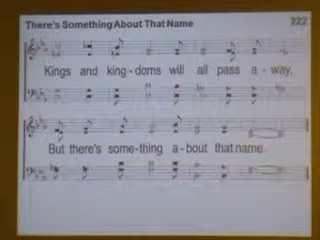 There's Something About That Name 222
Kings and king-doms will all pass a-way,
But there's some-thing a-bout that name.